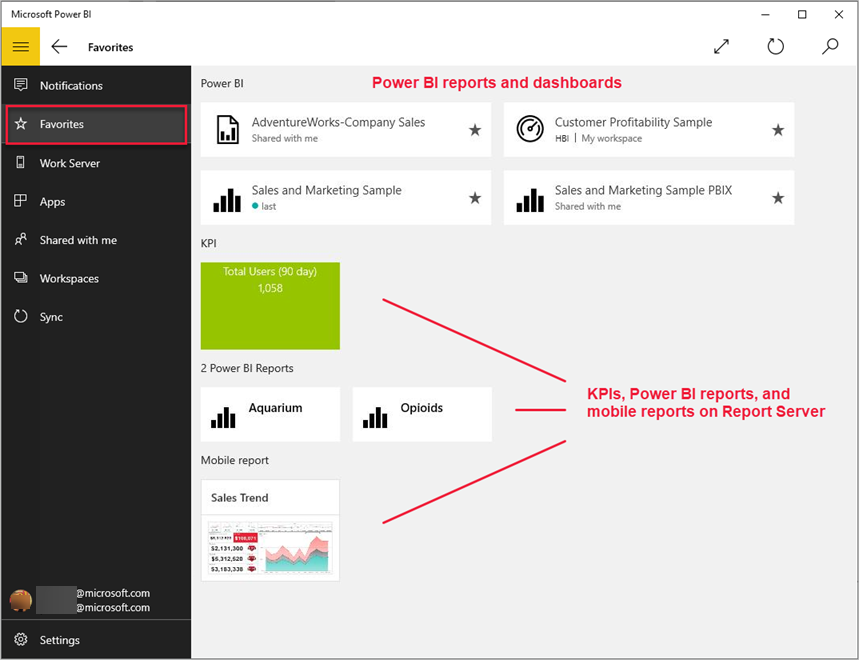 Microsoft Power BI
Favorites
Notifications
Favorites
Work Server
Apps
Shared with me
Workspaces
Sync
@microsoft.com
@microsoft.com
Settings
Power BI
Power BI reports and dashboards
AdventureWorks-Company Sales
Shared with me
Customer Profitability Sample
HBI | My workspace
Sales and Marketing Sample
last
Sales and Marketing Sample PBIX
Shared with me
KPI
Total Users (90 day)
1,058
2 Power BI Reports
Aquarium
Opioids
KPIs, Power BI reports, and
mobile reports on Report Server
Mobile report
Sales Trend
$2,131,300
$5,312,520
$3,183,338